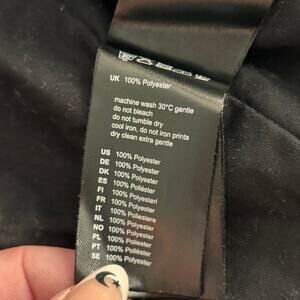 UK 100% Polyester
machine wash 30°C gentle
do not bleach
do not tumble dry
cool iron, do not iron prints
dry clean extra gentle
US 100% Polyester
DE 100% Polyester
DK 100% Polyester
ES 100% Poliéster
FI 100% Polyesteri
FR 100% Polyester
IT 100% Poliestere
NL 100% Polyester
NO 100% Polyester
PL 100% Poliester
PT 100% Poliéster
SE 100% Polyester